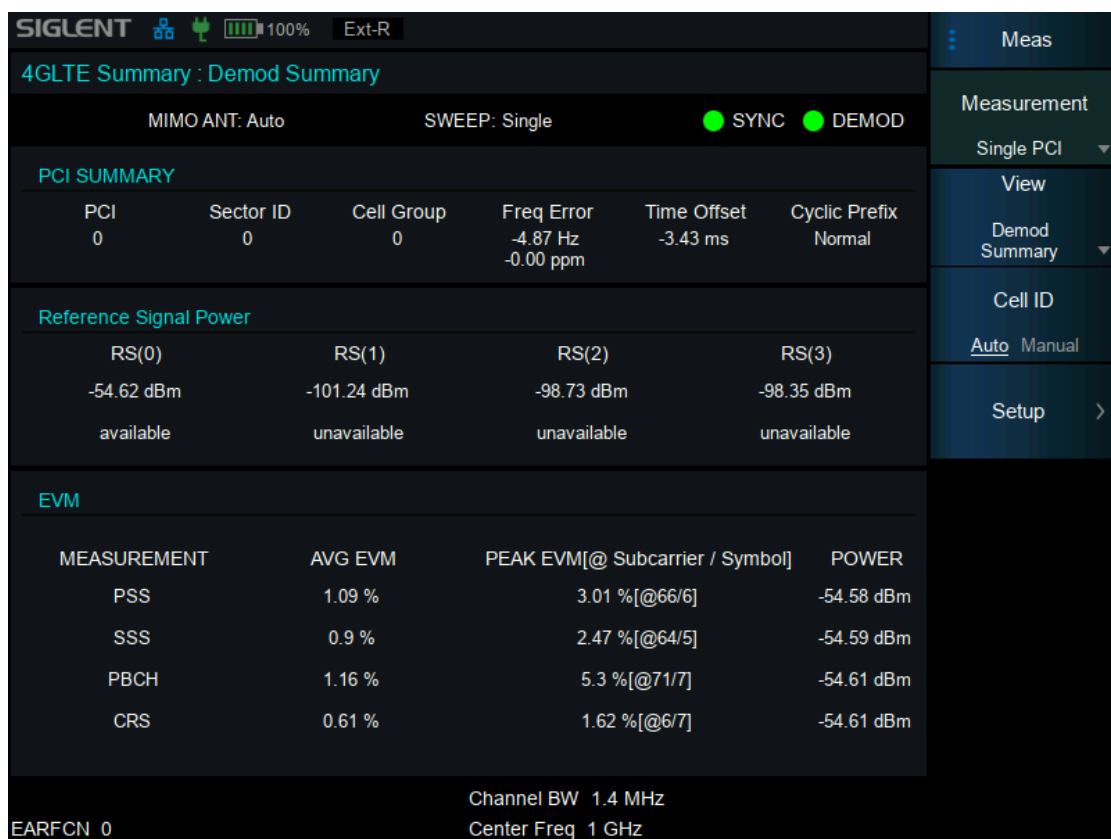 SIGLENT 100% Ext-R
Meas
4GLTE Summary : Demod Summary
MIMO ANT: Auto SWEEP: Single SYNC DEMOD
Measurement
Single PCI
View
Demod
Summary
Cell ID
Auto Manual
Setup
PCI SUMMARY
PCI Sector ID Cell Group Freq Error Time Offset Cyclic Prefix
0 0 0 -4.87 Hz -3.43 ms Normal
-0.00 ppm
Reference Signal Power
RS(0) RS(1) RS(2) RS(3)
-54.62 dBm -101.24 dBm -98.73 dBm -98.35 dBm
available unavailable unavailable unavailable
EVM
MEASUREMENT AVG EVM PEAK EVM[@ Subcarrier / Symbol] POWER
PSS 1.09 % 3.01 %[@66/6] -54.58 dBm
SSS 0.9 % 2.47 %[@64/5] -54.59 dBm
PBCH 1.16 % 5.3 %[@71/7] -54.61 dBm
CRS 0.61 % 1.62 %[@6/7] -54.61 dBm
Channel BW 1.4 MHz
EARFCN 0 Center Freq 1 GHz